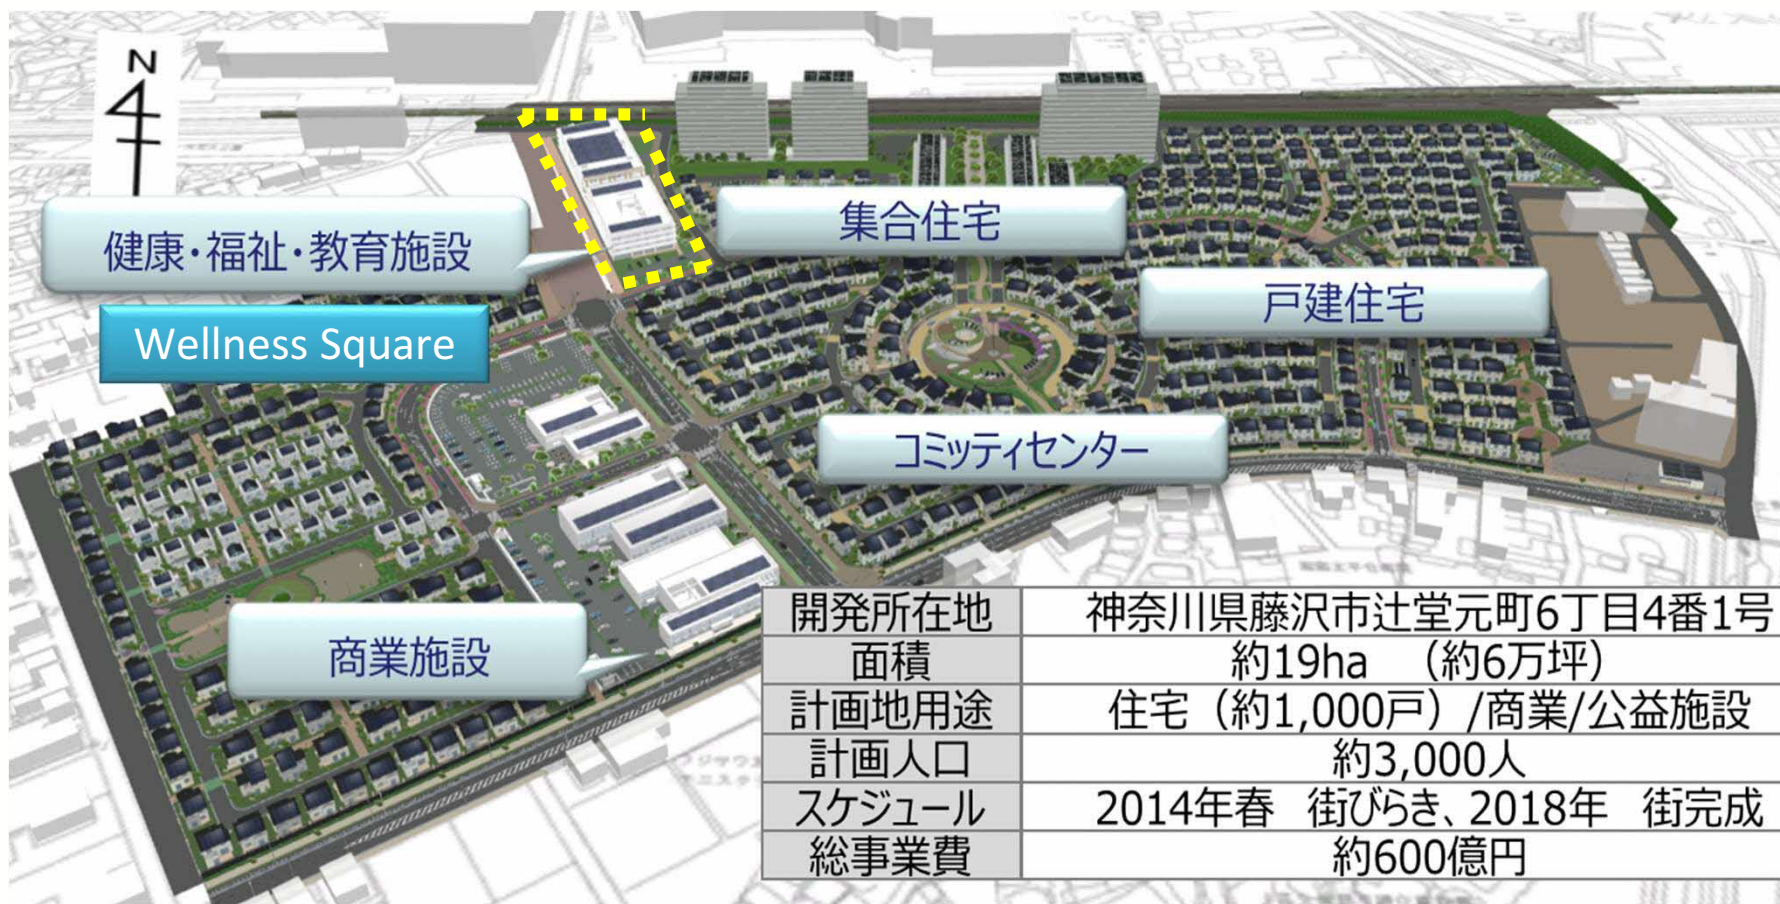 N
健康・福祉・教育施設
Wellness Square
集合住宅
戸建住宅
コミッティセンター
商業施設
開発所在地 神奈川県藤沢市辻堂元町6丁目4番1号
面積 約19ha （約6万坪）
計画地用途 住宅（約1,000戸）/商業/公益施設
計画人口 約3,000人
スケジュール 2014年春 街びらき、2018年 街完成
総事業費 約600億円